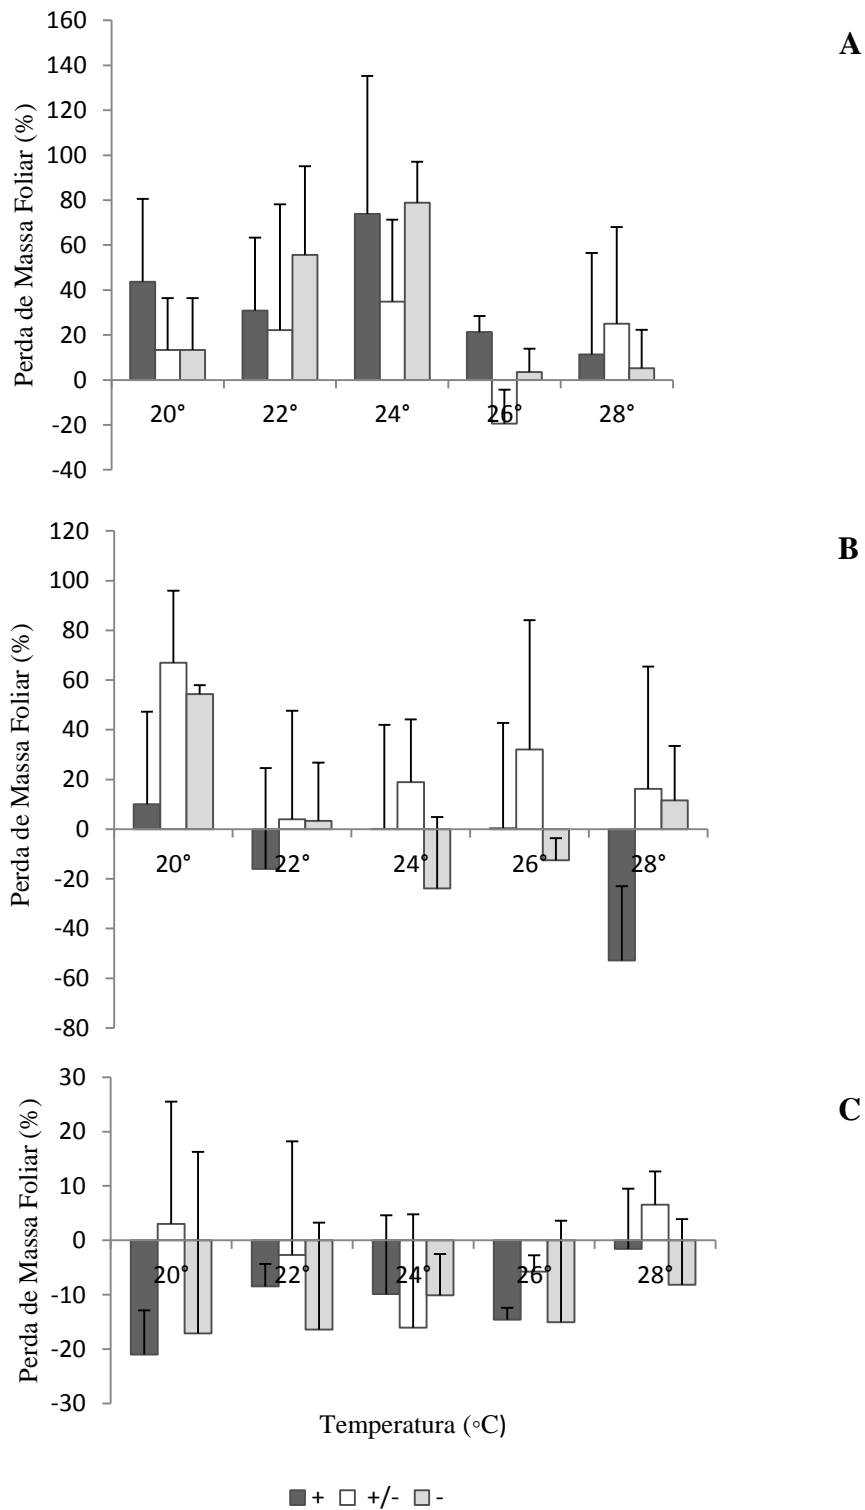 A
Perda de Massa Foliar (%)
160
140
120
100
80
60
40
20
0
-20
-40
20° 22° 24° 26° 28°
B
Perda de Massa Foliar (%)
120
100
80
60
40
20
0
-20
-40
-60
-80
20° 22° 24° 26° 28°
C
Perda de Massa Foliar (%)
30
20
10
0
-10
-20
-30
20° 22° 24° 26° 28°
Temperatura (°C)
+ +/- -